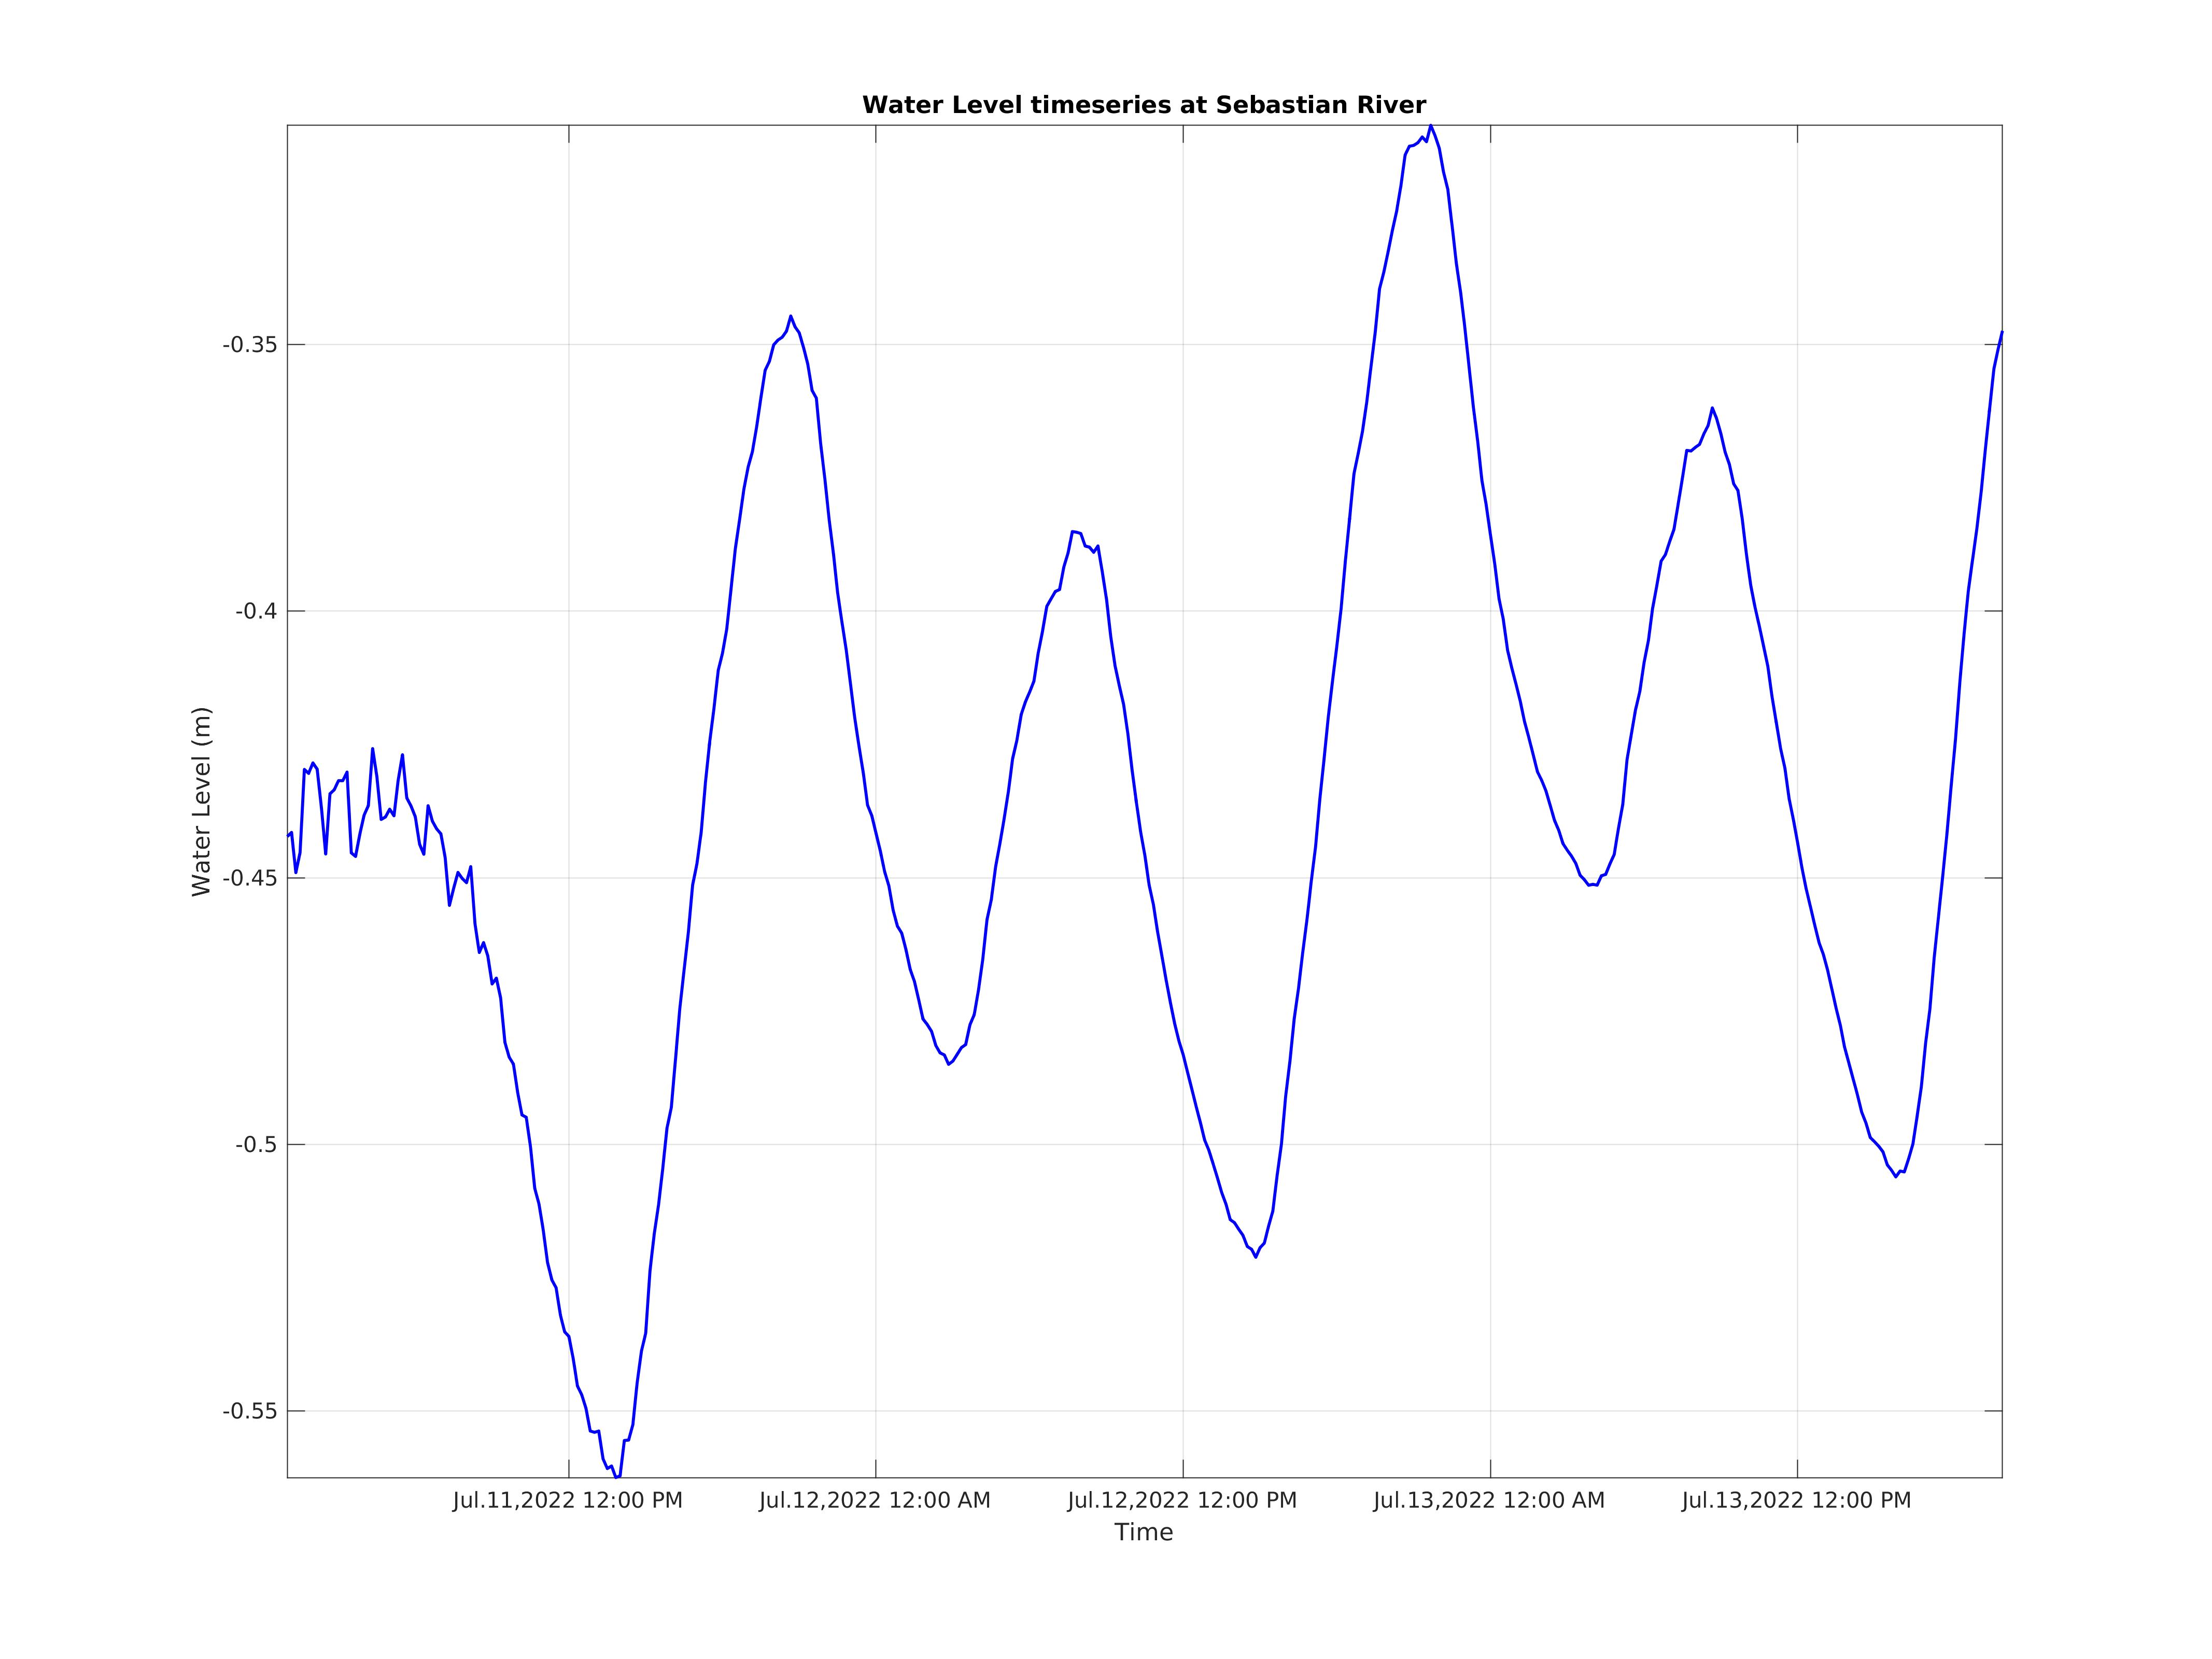 Water Level timeseries at Sebastian River
-0.35
-0.4
-0.45
-0.5
-0.55
Water Level (m)
Jul.11,2022 12:00 PM
Jul.12,2022 12:00 AM
Jul.12,2022 12:00 PM
Jul.13,2022 12:00 AM
Jul.13,2022 12:00 PM
Time